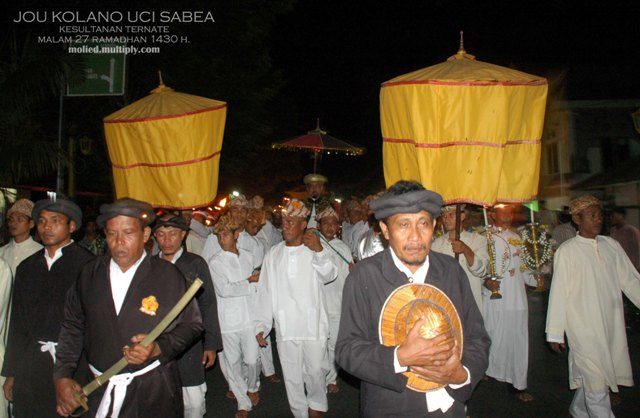 JOU KOLANO UCI SABEA
KESULTANAN TERNATE
MALAM 27 RAMADHAN 1430 H.
molied.multiply.com